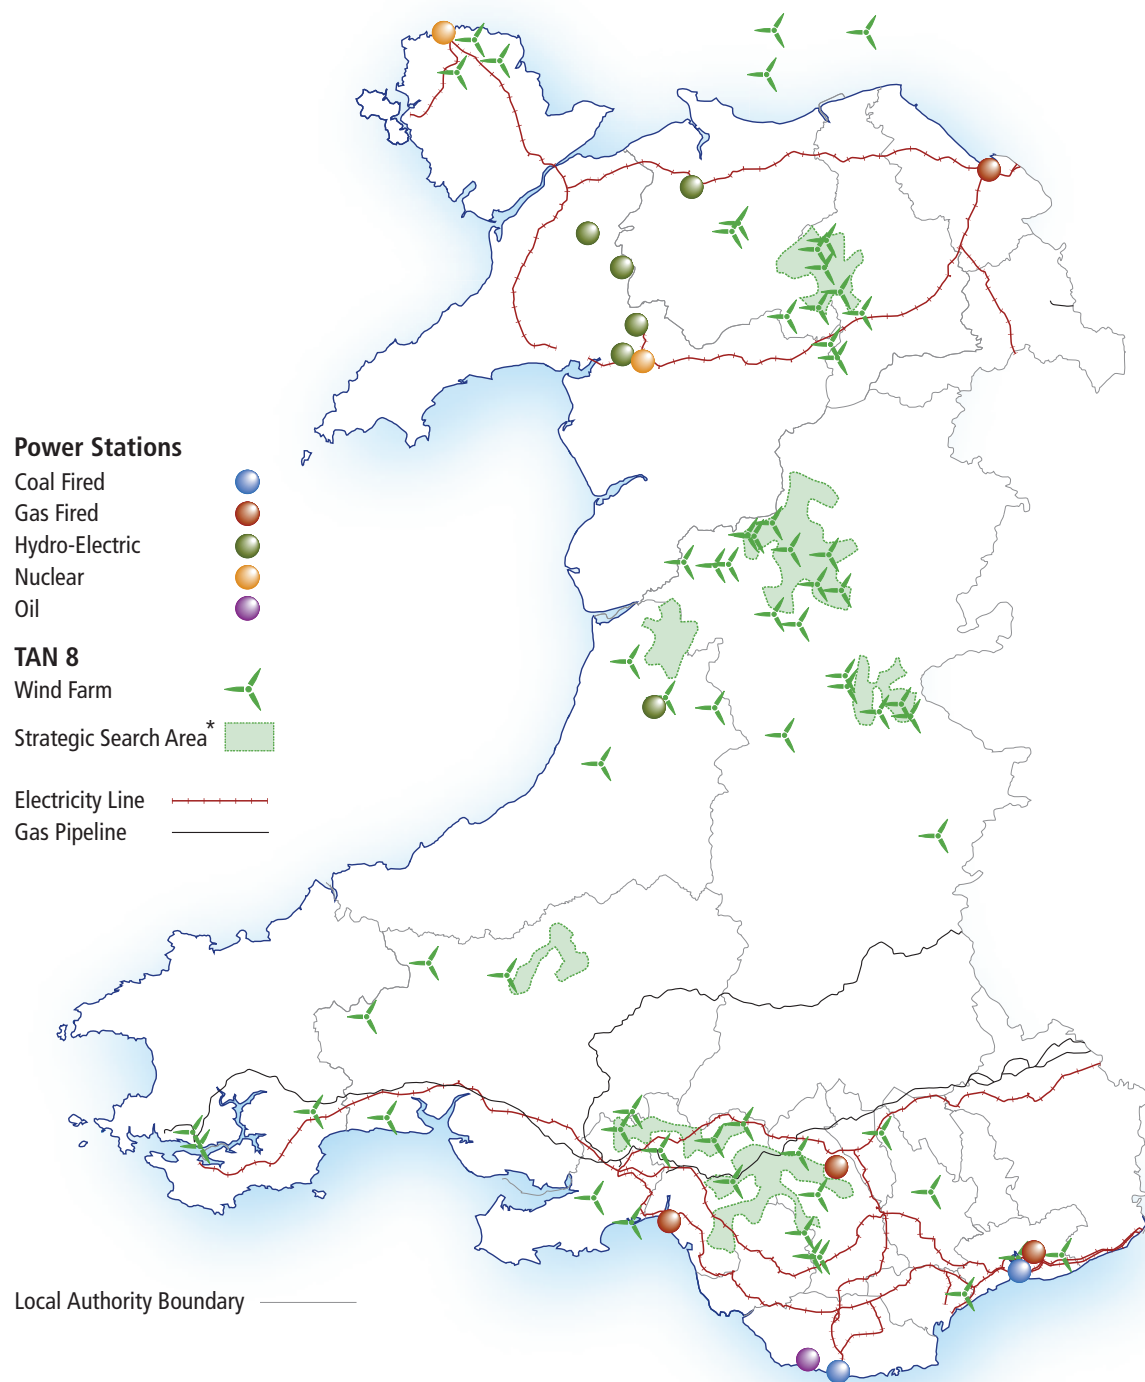 Power Stations
Coal Fired
Gas Fired
Hydro-Electric
Nuclear
Oil
TAN 8
Wind Farm
Strategic Search Area*
Electricity Line
Gas Pipeline
Local Authority Boundary